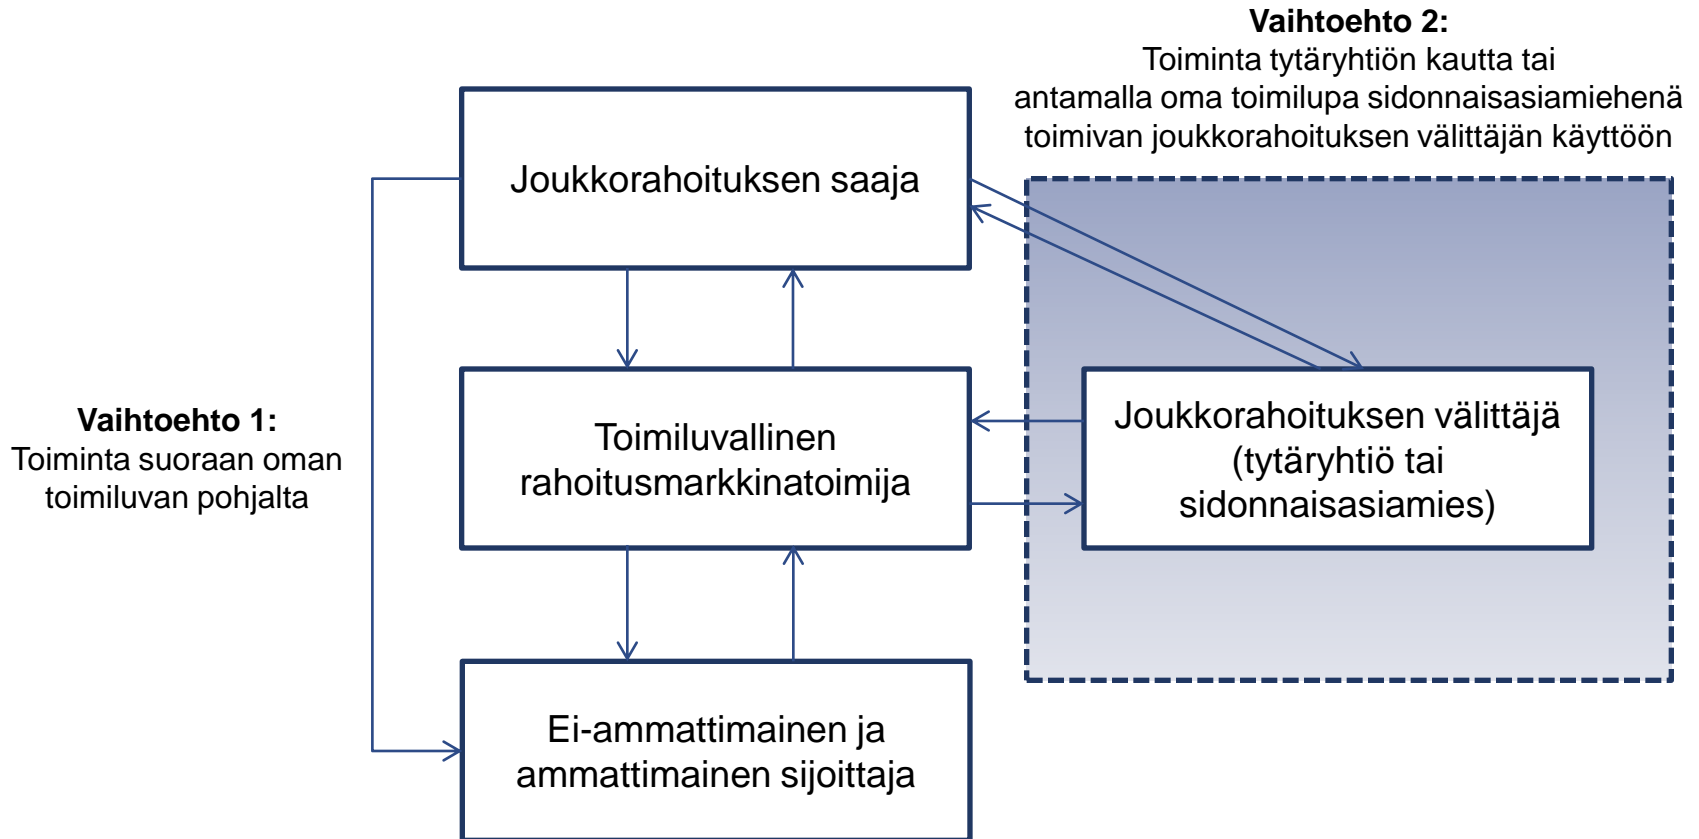 Vaihtoehto 2:
Toiminta tytäryhtiön kautta tai
antamalla oma toimilupa sidonnaisasiamiehenä
toimivan joukkorahoituksen välittäjän käyttöön
Joukkorahoituksen saaja
Vaihtoehto 1:
Toiminta suoraan oman
toimiluvan pohjalta
Toimiluvallinen
rahoitusmarkkinatoimija
Joukkorahoituksen välittäjä
(tytäryhtiö tai
sidonnaisasiamies)
Ei-ammattimainen ja
ammattimainen sijoittaja